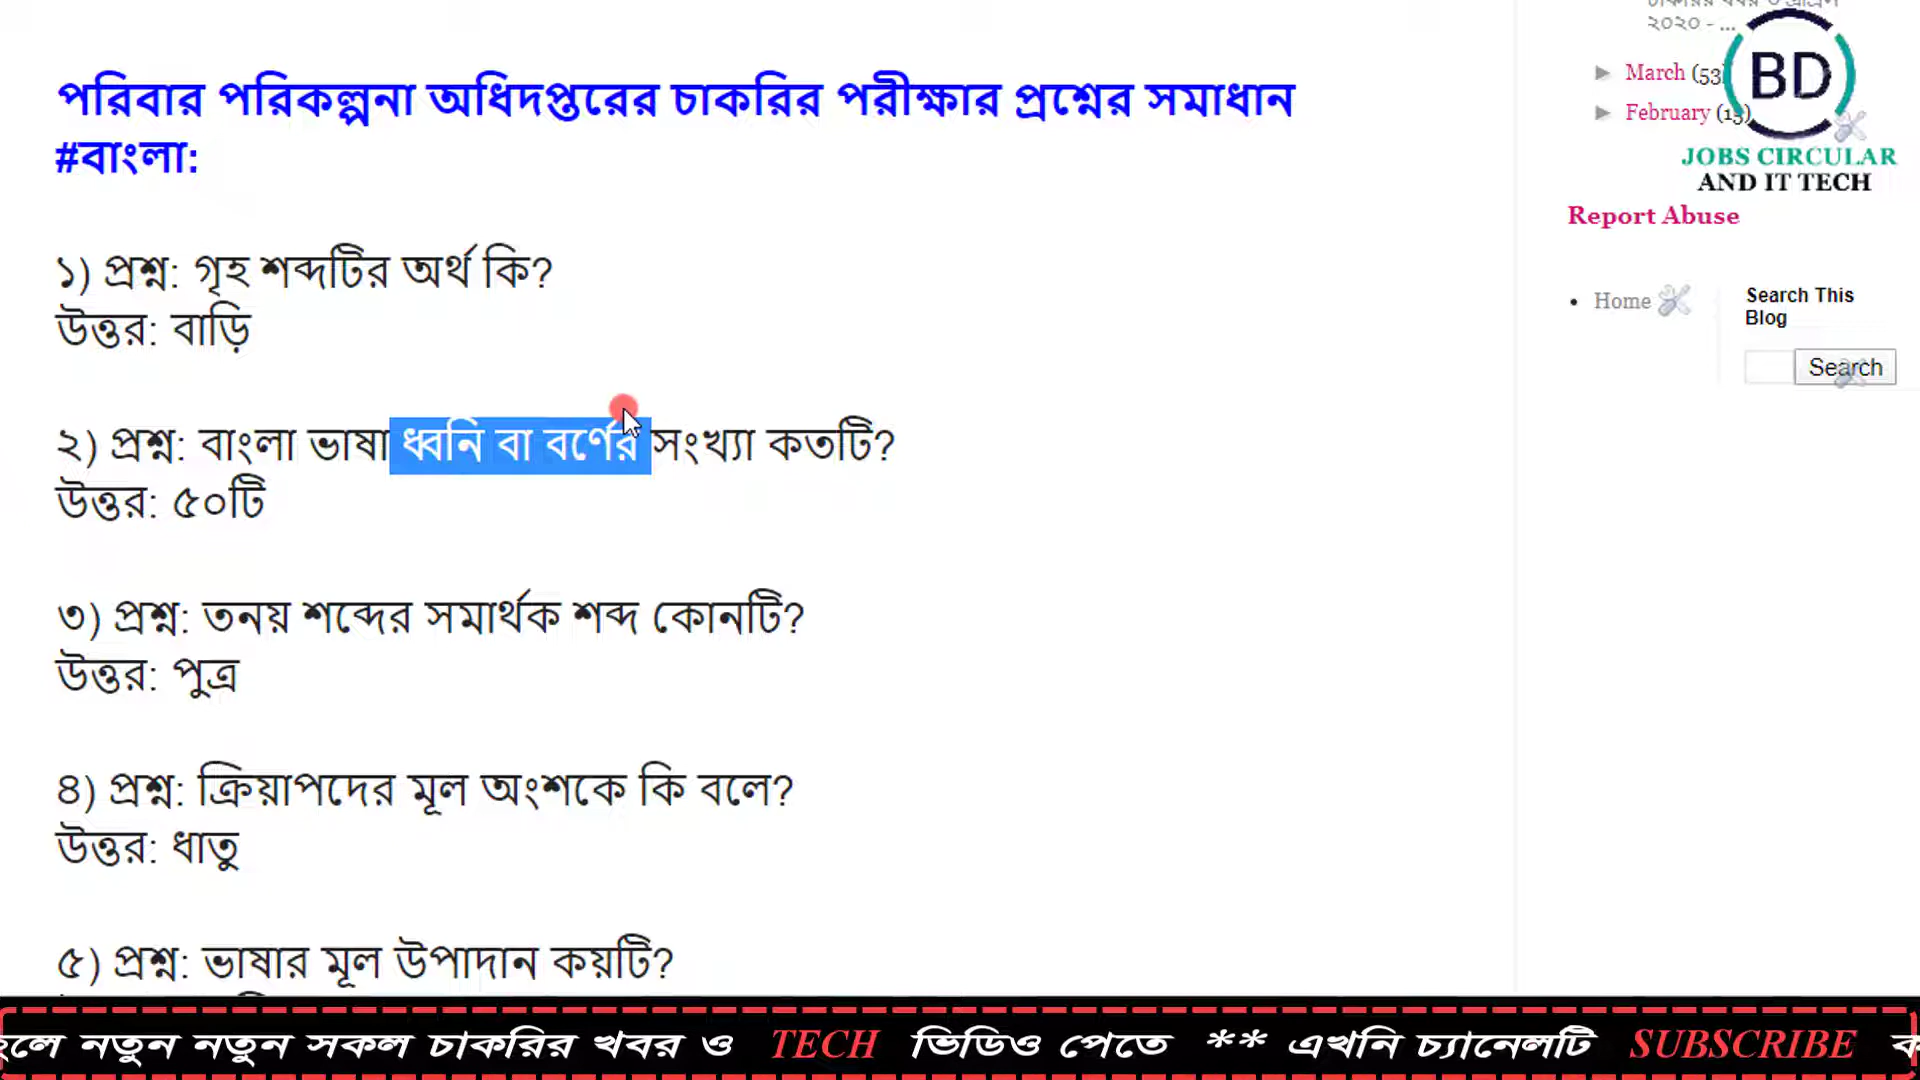 পরিবার পরিকল্পনা অধিদপ্তরের চাকরির পরীক্ষার প্রশ্নের সমাধান
#বাংলা:
১) প্রশ্ন: গৃহ শব্দটির অর্থ কি?
উত্তর: বাড়ি
২) প্রশ্ন: বাংলা ভাষা ধ্বনি বা বর্ণের সংখ্যা কতটি?
উত্তর: ৫০টি
৩) প্রশ্ন: তনয় শব্দের সমার্থক শব্দ কোনটি?
উত্তর: পুত্র
৪) প্রশ্ন: ক্রিয়াপদের মূল অংশকে কি বলে?
উত্তর: ধাতু
৫) প্রশ্ন: ভাষার মূল উপাদান কয়টি?
২০২০ - ...
March (53)
February (15)
BD
JOBS CIRCULAR
AND IT TECH
Report Abuse
Home
Search This
Blog
Search
নতুন নতুন সকল চাকরির খবর ও TECH ভিডিও পেতে ** এখনি চ্যানেলটি SUBSCRIBE